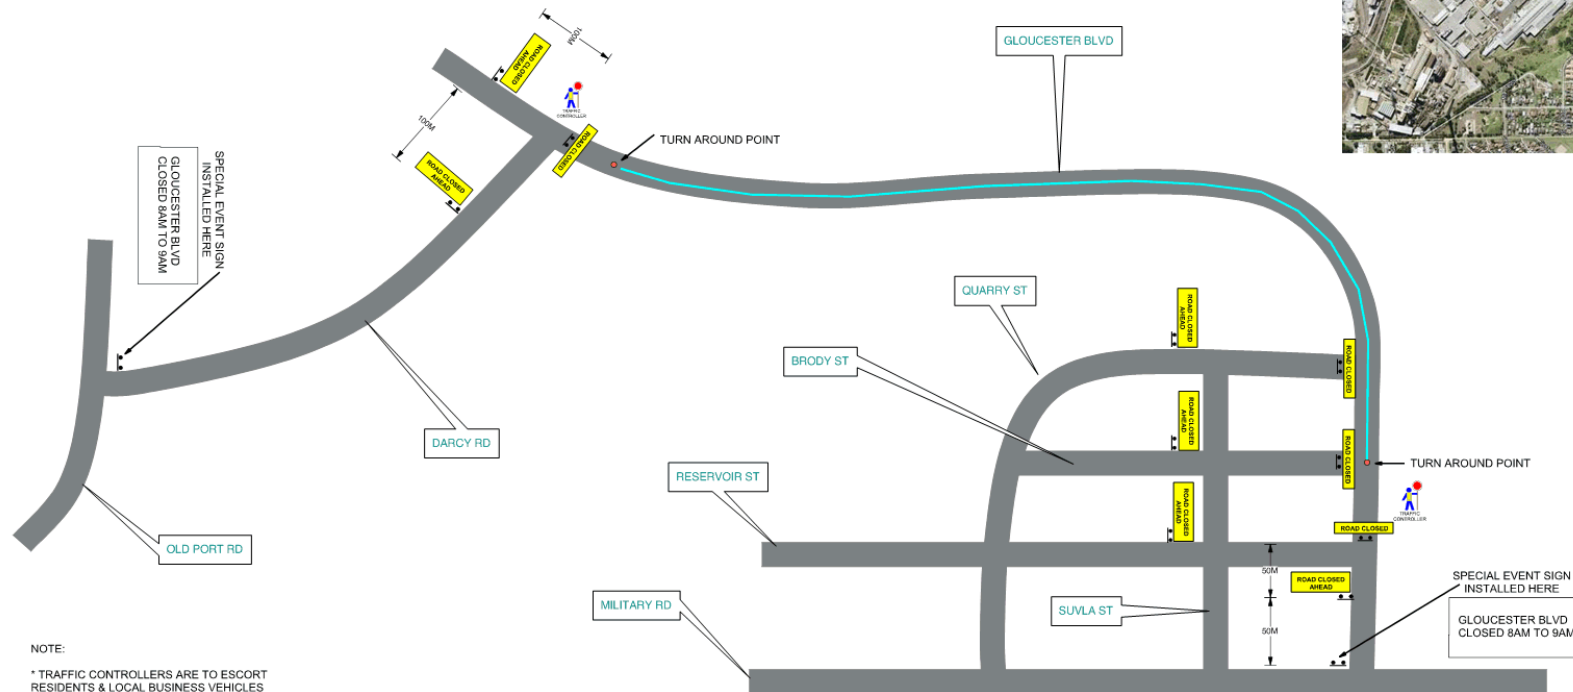 100M
ROAD CLOSED
AHEAD
TRAFFIC
CONTROLLER
ROAD CLOSED
TURN AROUND POINT
GLOUCESTER BLVD
100M
ROAD CLOSED
AHEAD
SPECIAL EVENT SIGN
INSTALLED HERE
GLOUCESTER BLVD
CLOSED 8AM TO 9AM
QUARRY ST
ROAD CLOSED
AHEAD
BRODY ST
ROAD CLOSED
ROAD CLOSED
AHEAD
DARCY RD
ROAD CLOSED
TURN AROUND POINT
RESERVOIR ST
ROAD CLOSED
AHEAD
TRAFFIC
CONTROLLER
ROAD CLOSED
OLD PORT RD
50M
ROAD CLOSED
AHEAD
SPECIAL EVENT SIGN
INSTALLED HERE
MILITARY RD
SUVLA ST
50M
GLOUCESTER BLVD
CLOSED 8AM TO 9AM
NOTE:
* TRAFFIC CONTROLLERS ARE TO ESCORT
RESIDENTS & LOCAL BUSINESS VEHICLES